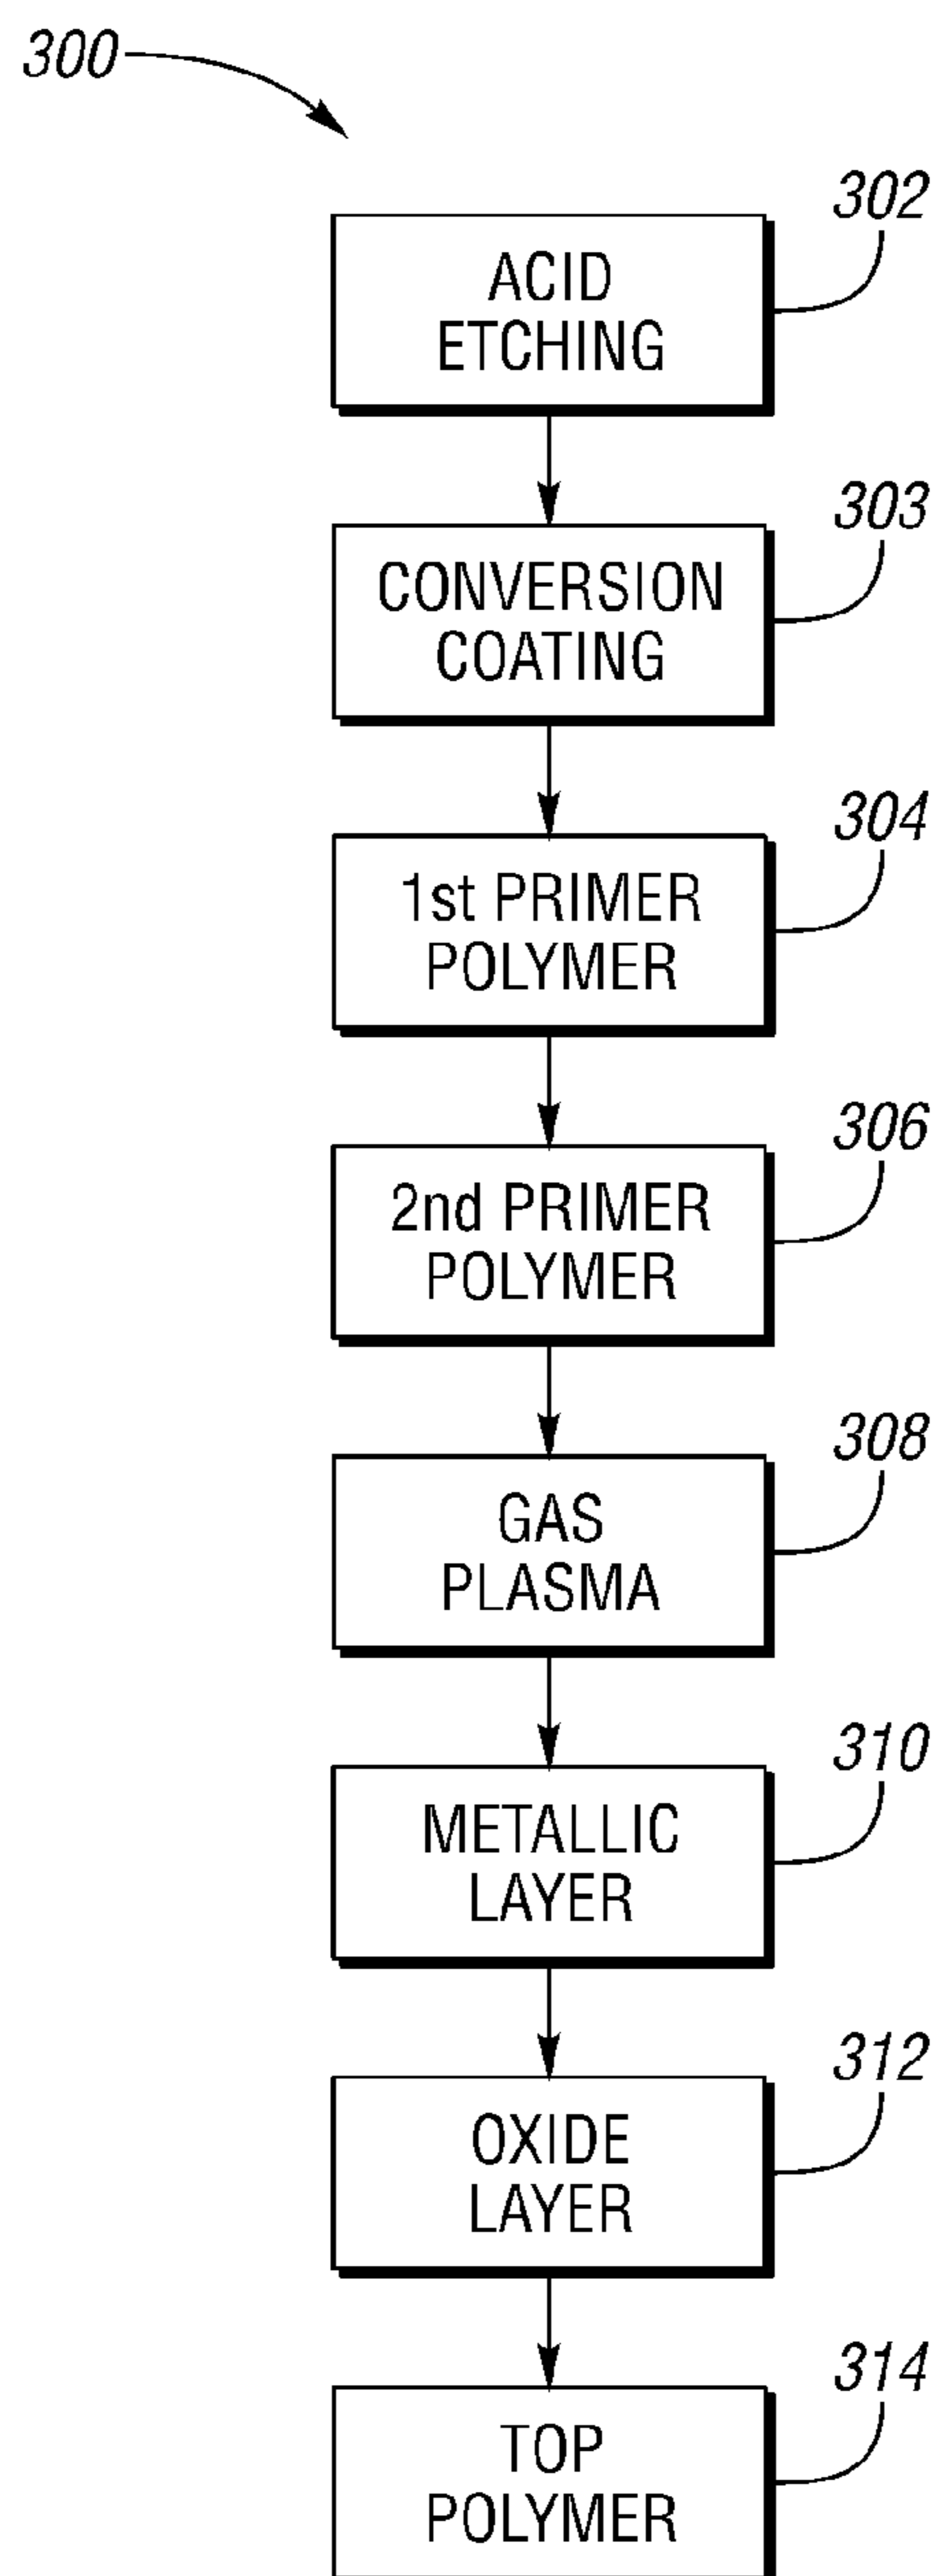 300
302
ACID
ETCHING
303
CONVERSION
COATING
304
1st PRIMER
POLYMER
306
2nd PRIMER
POLYMER
308
GAS
PLASMA
310
METALLIC
LAYER
312
OXIDE
LAYER
314
TOP
POLYMER